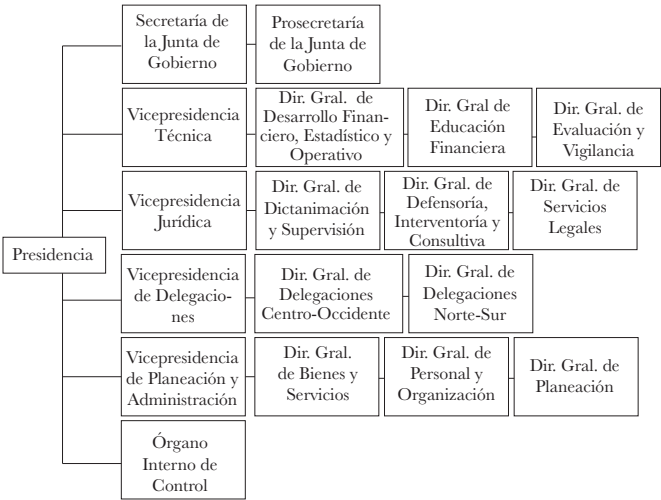 Secretaría de
la Junta de
Gobierno
Prosecretaría
de la Junta de
Gobierno
Vicepresidencia
Técnica
Dir. Gral. de
Desarrollo Finan-
ciero, Estadístico y
Operativo
Dir. Gral de
Educación
Financiera
Dir. Gral. de
Evaluación y
Vigilancia
Vicepresidencia
Jurídica
Dir. Gral. de
Dictanimación
y Supervisión
Dir. Gral. de
Defensoría,
Interventoría y
Consultiva
Dir. Gral. de
Servicios
Legales
Presidencia
Vicepresidencia
de Delegacio-
nes
Dir. Gral. de
Delegaciones
Centro-Occidente
Dir. Gral. de
Delegaciones
Norte-Sur
Vicepresidencia
de Planeación y
Administración
Dir. Gral.
de Bienes y
Servicios
Dir. Gral. de
Personal y
Organización
Dir. Gral. de
Planeación
Órgano
Interno de
Control